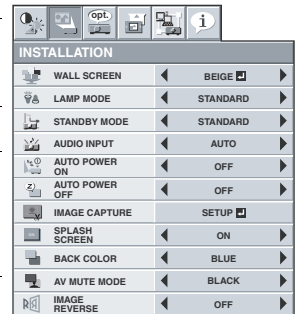 opt.
i
INSTALLATION
WALL SCREEN BEIGE
LAMP MODE STANDARD
STANDBY MODE STANDARD
AUDIO INPUT AUTO
AUTO POWER
ON
OFF
AUTO POWER
OFF
OFF
IMAGE CAPTURE SETUP
SPLASH
SCREEN
ON
BACK COLOR BLUE
AV MUTE MODE BLACK
IMAGE
REVERSE
OFF